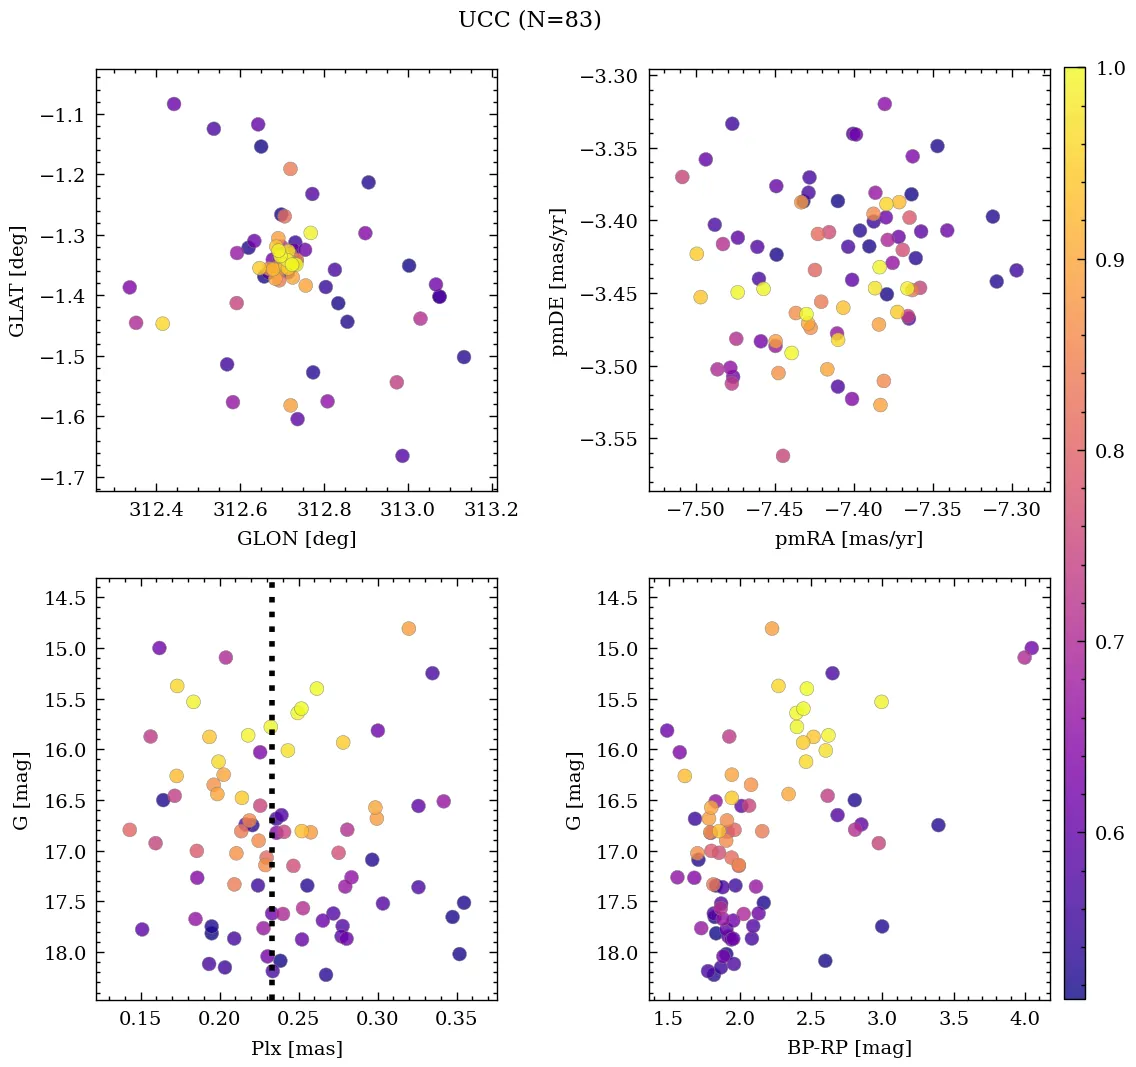 UCC (N=83)
−1.1
−1.2
−1.3
−1.4
−1.5
−1.6
−1.7
GLAT [deg]
312.4 312.6 312.8 313.0 313.2
GLON [deg]
−3.30
−3.35
−3.40
−3.45
−3.50
−3.55
pmDE [mas/yr]
−7.50 −7.45 −7.40 −7.35 −7.30
pmRA [mas/yr]
1.0
0.9
0.8
0.7
0.6
14.5
15.0
15.5
16.0
16.5
17.0
17.5
18.0
G [mag]
0.15 0.20 0.25 0.30 0.35
Plx [mas]
14.5
15.0
15.5
16.0
16.5
17.0
17.5
18.0
G [mag]
1.5 2.0 2.5 3.0 3.5 4.0
BP-RP [mag]